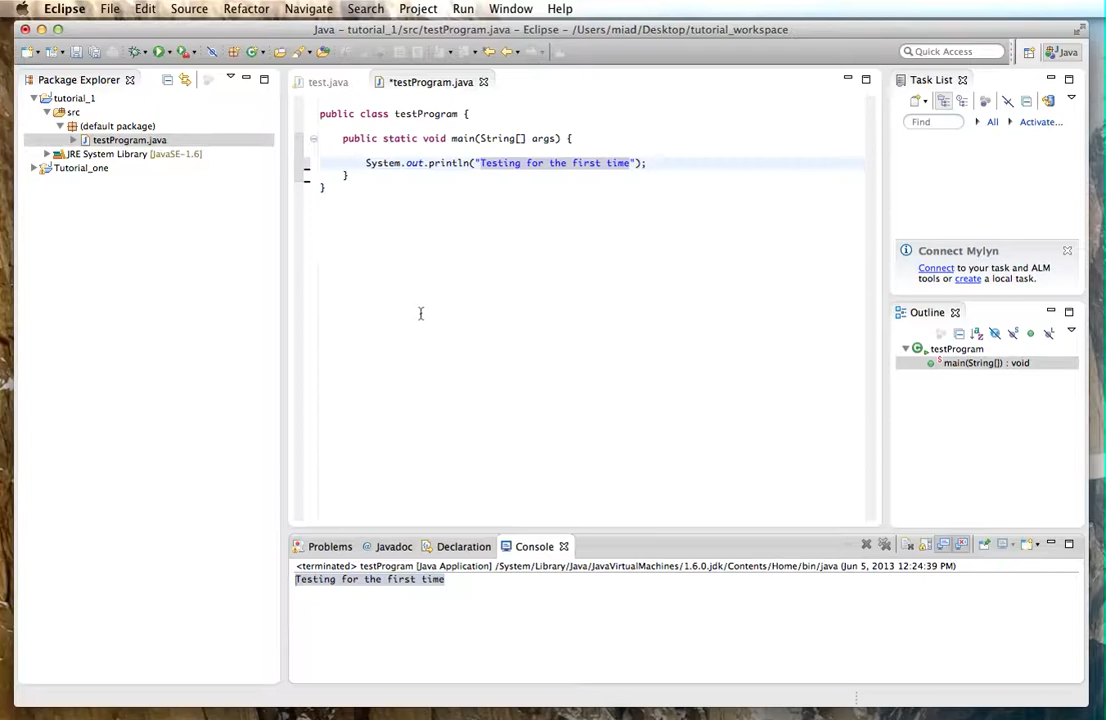 Eclipse File Edit Source Refactor Navigate Search Project Run Window Help
Java - tutorial_1/src/testProgram.java - Eclipse - /Users/miad/Desktop/tutorial_workspace
Quick Access
Java
Package Explorer
tutorial_1
src
(default package)
testProgram.java
JRE System Library [JavaSE-1.6]
Tutorial_one
test.java
*testProgram.java
public class testProgram {
public static void main(String[] args) {
System.out.println("Testing for the first time");
}
}
Task List
Find
All
Activate...
Connect Mylyn
Connect to your task and ALM
tools or create a local task.
Outline
testProgram
main(String[]) : void
Problems
@ Javadoc
Declaration
Console
<terminated> testProgram [Java Application] /System/Library/Java/JavaVirtualMachines/1.6.0.jdk/Contents/Home/bin/java (Jun 5, 2013 12:24:39 PM)
Testing for the first time